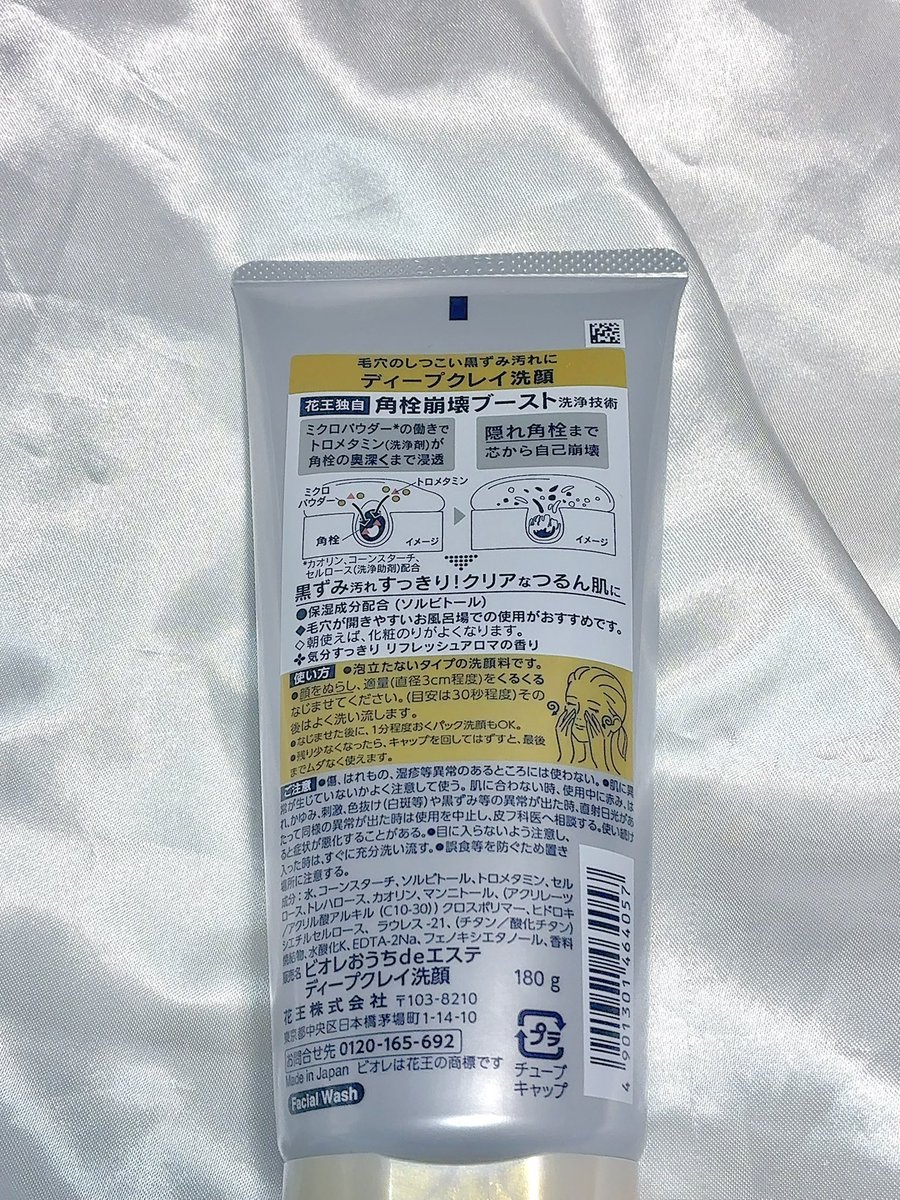 毛穴のしつこい黒ずみ汚れに
ディープクレイ洗顔
花王独自 角栓崩壊ブースト洗浄技術
ミクロパウダー*の働きで
トロメタミン(洗浄剤)が
角栓の奥深くまで浸透
隠れ角栓まで
芯から自己崩壊
ミクロ
パウダー
トロメタミン
角栓
イメージ
イメージ
*カオリン、コーンスターチ、
セルロース(洗浄助剤)配合
黒ずみ汚れすっきり!クリアなつるん肌に
●保湿成分配合(ソルビトール)
◆毛穴が開きやすいお風呂場での使用がおすすめです。
◇朝使えば、化粧のりがよくなります。
✤気分すっきり リフレッシュアロマの香り
使い方 ●泡立たないタイプの洗顔料です。
●顔をぬらし、適量(直径3cm程度)をくるくる
なじませてください。(目安は30秒程度)その
後はよく洗い流します。
●なじませた後に、1分程度おくパック洗顔もOK。
●残り少なくなったら、キャップを回してはずすと、最後
までムダなく使えます。
ご注意 ●傷、はれもの、湿疹等異常のあるところには使わない。●肌に異
常が生じていないかよく注意して使う。肌に合わない時、使用中に赤み、は
れ、かゆみ、刺激、色抜け(白斑等)や黒ずみ等の異常が出た時、直射日光があ
たって同様の異常が出た時は使用を中止し、皮フ科医へ相談する。使い続け
ると症状が悪化することがある。●目に入らないよう注意し、
入った時は、すぐに充分洗い流す。●誤食等を防ぐため置き
場所に注意する。
成分:水、コーンスターチ、ソルビトール、トロメタミン、セル
ロース、トレハロース、カオリン、マンニトール、(アクリレーツ
/アクリル酸アルキル(C10-30))クロスポリマー、ヒドロキ
シエチルセルロース、ラウレス-21、(チタン/酸化チタン)
焼結物、水酸化K、EDTA-2Na、フェノキシエタノール、香料
販売名 ビオレおうちdeエステ
ディープクレイ洗顔
180g
花王株式会社 〒103-8210
東京都中央区日本橋茅場町1-14-10
お問合せ先 0120-165-692
Made in Japan ビオレは花王の商標です
Facial Wash
プラ
チューブ
キャップ
4901301464057